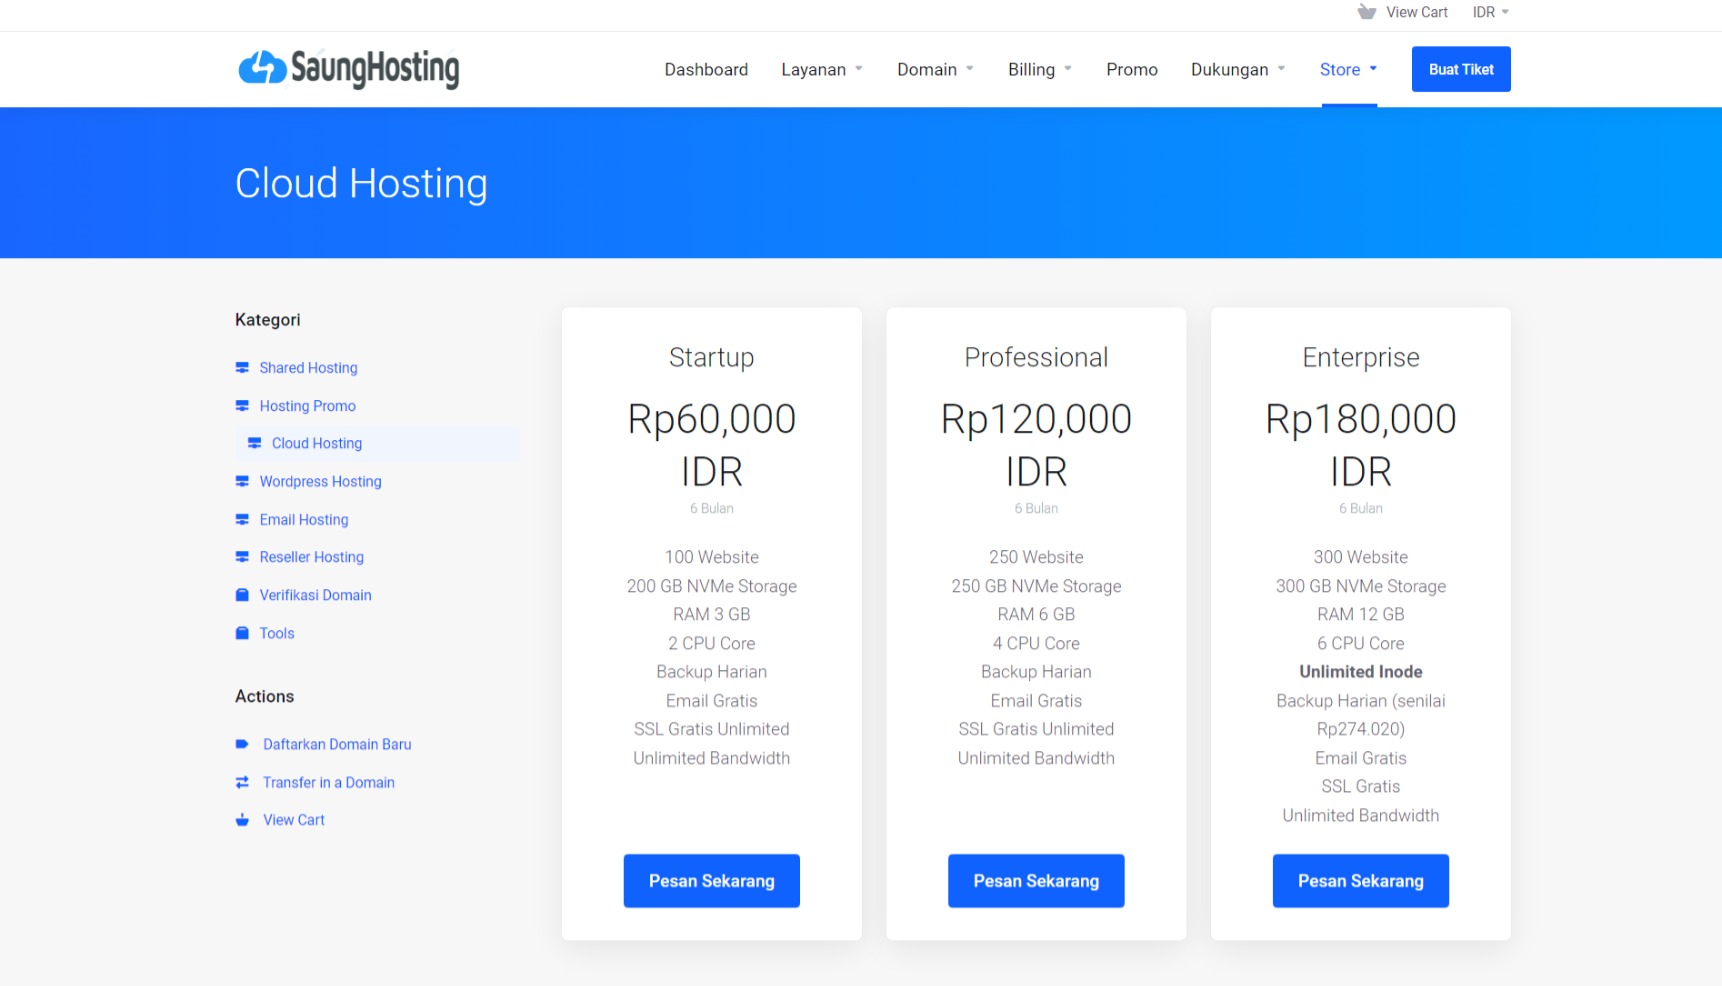 View Cart IDR
SaungHosting
Dashboard Layanan Domain Billing Promo Dukungan Store Buat Tiket
Cloud Hosting
Kategori
Shared Hosting
Hosting Promo
Cloud Hosting
Wordpress Hosting
Email Hosting
Reseller Hosting
Verifikasi Domain
Tools
Actions
Daftarkan Domain Baru
Transfer in a Domain
View Cart
Startup
Rp60,000
IDR
6 Bulan
100 Website
200 GB NVMe Storage
RAM 3 GB
2 CPU Core
Backup Harian
Email Gratis
SSL Gratis Unlimited
Unlimited Bandwidth
Pesan Sekarang
Professional
Rp120,000
IDR
6 Bulan
250 Website
250 GB NVMe Storage
RAM 6 GB
4 CPU Core
Backup Harian
Email Gratis
SSL Gratis Unlimited
Unlimited Bandwidth
Pesan Sekarang
Enterprise
Rp180,000
IDR
6 Bulan
300 Website
300 GB NVMe Storage
RAM 12 GB
6 CPU Core
Unlimited Inode
Backup Harian (senilai
Rp274.020)
Email Gratis
SSL Gratis
Unlimited Bandwidth
Pesan Sekarang